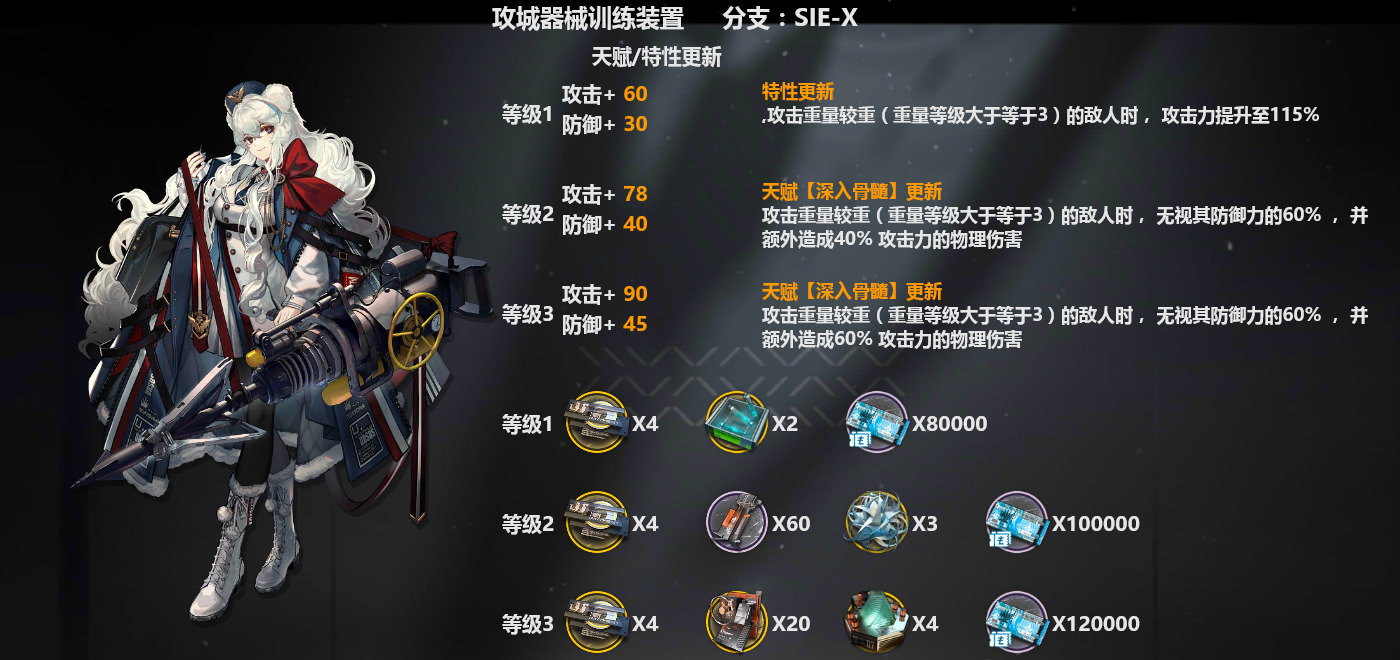 攻城器械训练装置 分支：SIE-X
天赋/特性更新
等级1
攻击+ 60
防御+ 30
特性更新
,攻击重量较重（重量等级大于等于3）的敌人时， 攻击力提升至115%
等级2
攻击+ 78
防御+ 40
天赋【深入骨髓】更新
攻击重量较重（重量等级大于等于3）的敌人时， 无视其防御力的60% ， 并
额外造成40% 攻击力的物理伤害
等级3
攻击+ 90
防御+ 45
天赋【深入骨髓】更新
攻击重量较重（重量等级大于等于3）的敌人时， 无视其防御力的60% ， 并
额外造成60% 攻击力的物理伤害
等级1 X4 X2 X80000
等级2 X4 X60 X3 X100000
等级3 X4 X20 X4 X120000